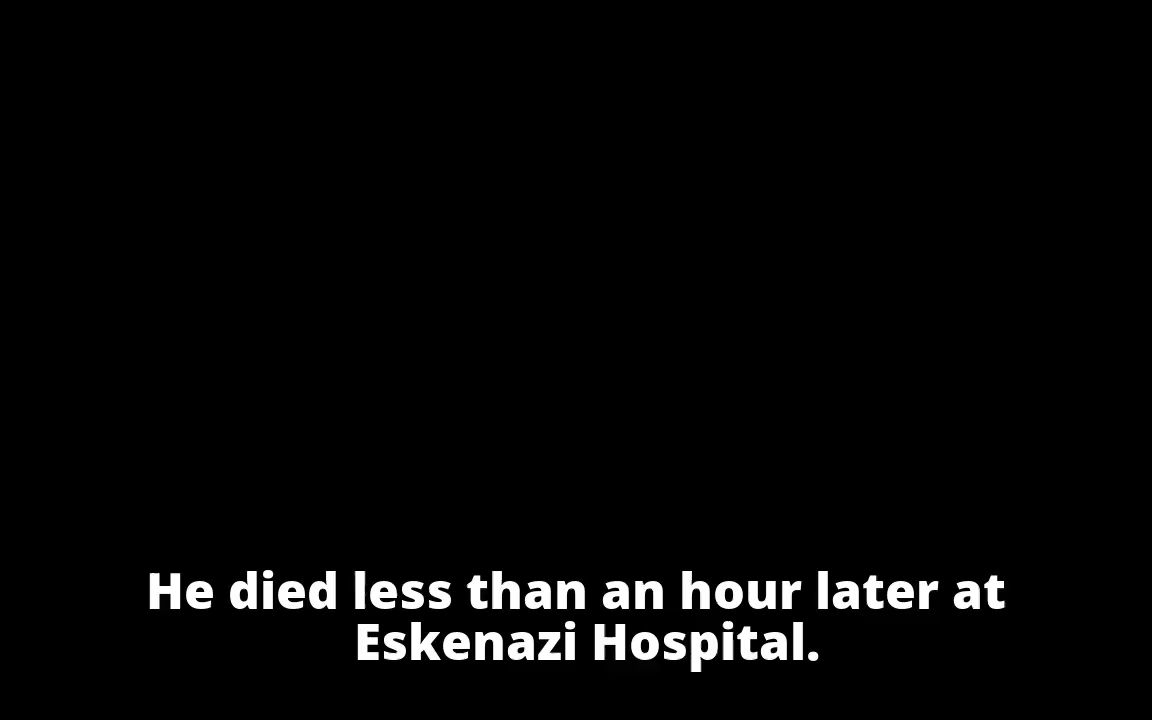 He died less than an hour later at
Eskenazi Hospital.